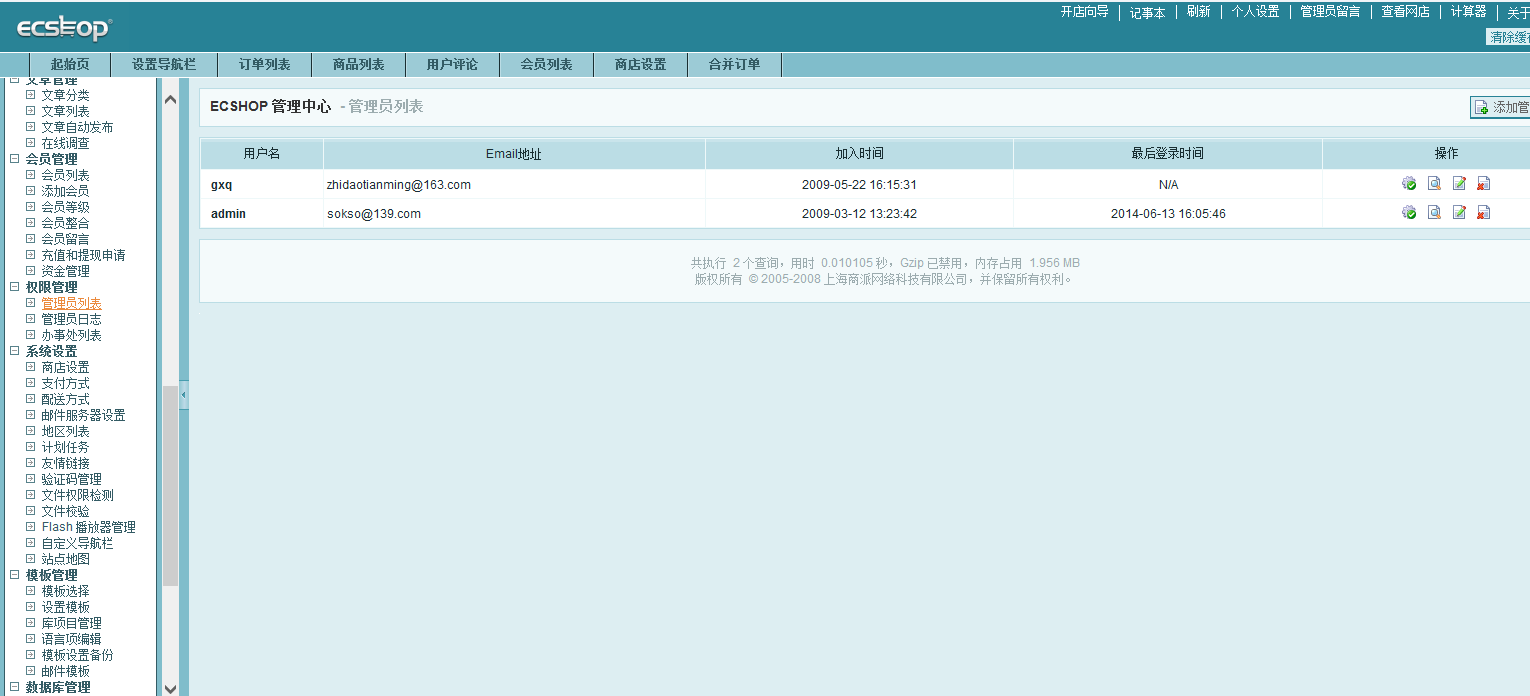 ecshop
开店向导 记事本 刷新 个人设置 管理员留言 查看网店 计算器 关于
清除缓存
起始页 设置导航栏 订单列表 商品列表 用户评论 会员列表 商店设置 合并订单
文章管理
文章分类
文章列表
文章自动发布
在线调查
会员管理
会员列表
添加会员
会员等级
会员整合
会员留言
充值和提现申请
资金管理
权限管理
管理员列表
管理员日志
办事处列表
系统设置
商店设置
支付方式
配送方式
邮件服务器设置
地区列表
计划任务
友情链接
验证码管理
文件权限检测
文件校验
Flash 播放器管理
自定义导航栏
站点地图
模板管理
模板选择
设置模板
库项目管理
语言项编辑
模板设置备份
邮件模板
数据库管理
ECSHOP 管理中心 - 管理员列表
添加管
用户名 Email地址 加入时间 最后登录时间 操作
gxq zhidaotianming@163.com 2009-05-22 16:15:31 N/A
admin sokso@139.com 2009-03-12 13:23:42 2014-06-13 16:05:46
共执行 2 个查询，用时 0.010105 秒，Gzip 已禁用，内存占用 1.956 MB
版权所有 © 2005-2008 上海商派网络科技有限公司，并保留所有权利。